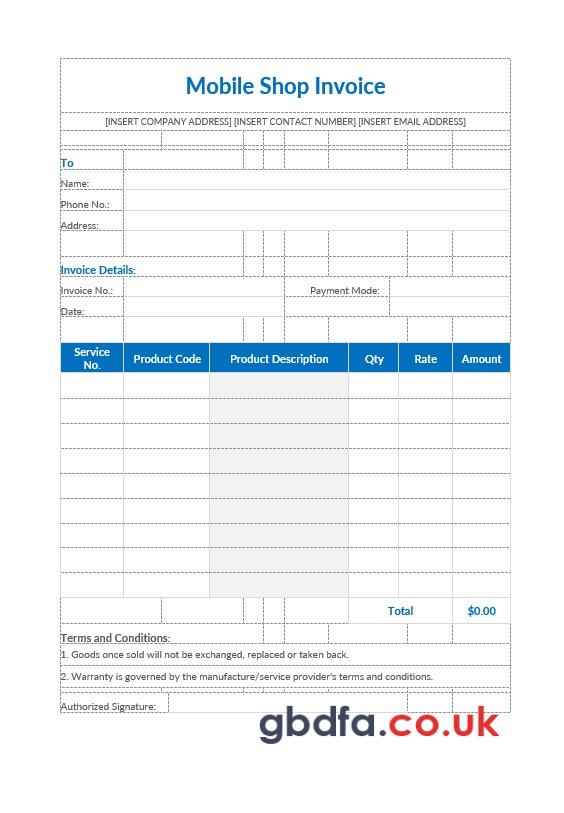 Mobile Shop Invoice
[INSERT COMPANY ADDRESS] [INSERT CONTACT NUMBER] [INSERT EMAIL ADDRESS]
To
Name:
Phone No.:
Address:
Invoice Details:
Invoice No.: Payment Mode:
Date:
Service No. Product Code Product Description Qty Rate Amount
Total $0.00
Terms and Conditions:
1. Goods once sold will not be exchanged, replaced or taken back.
2. Warranty is governed by the manufacture/service provider's terms and conditions.
Authorized Signature:
gbdfa.co.uk